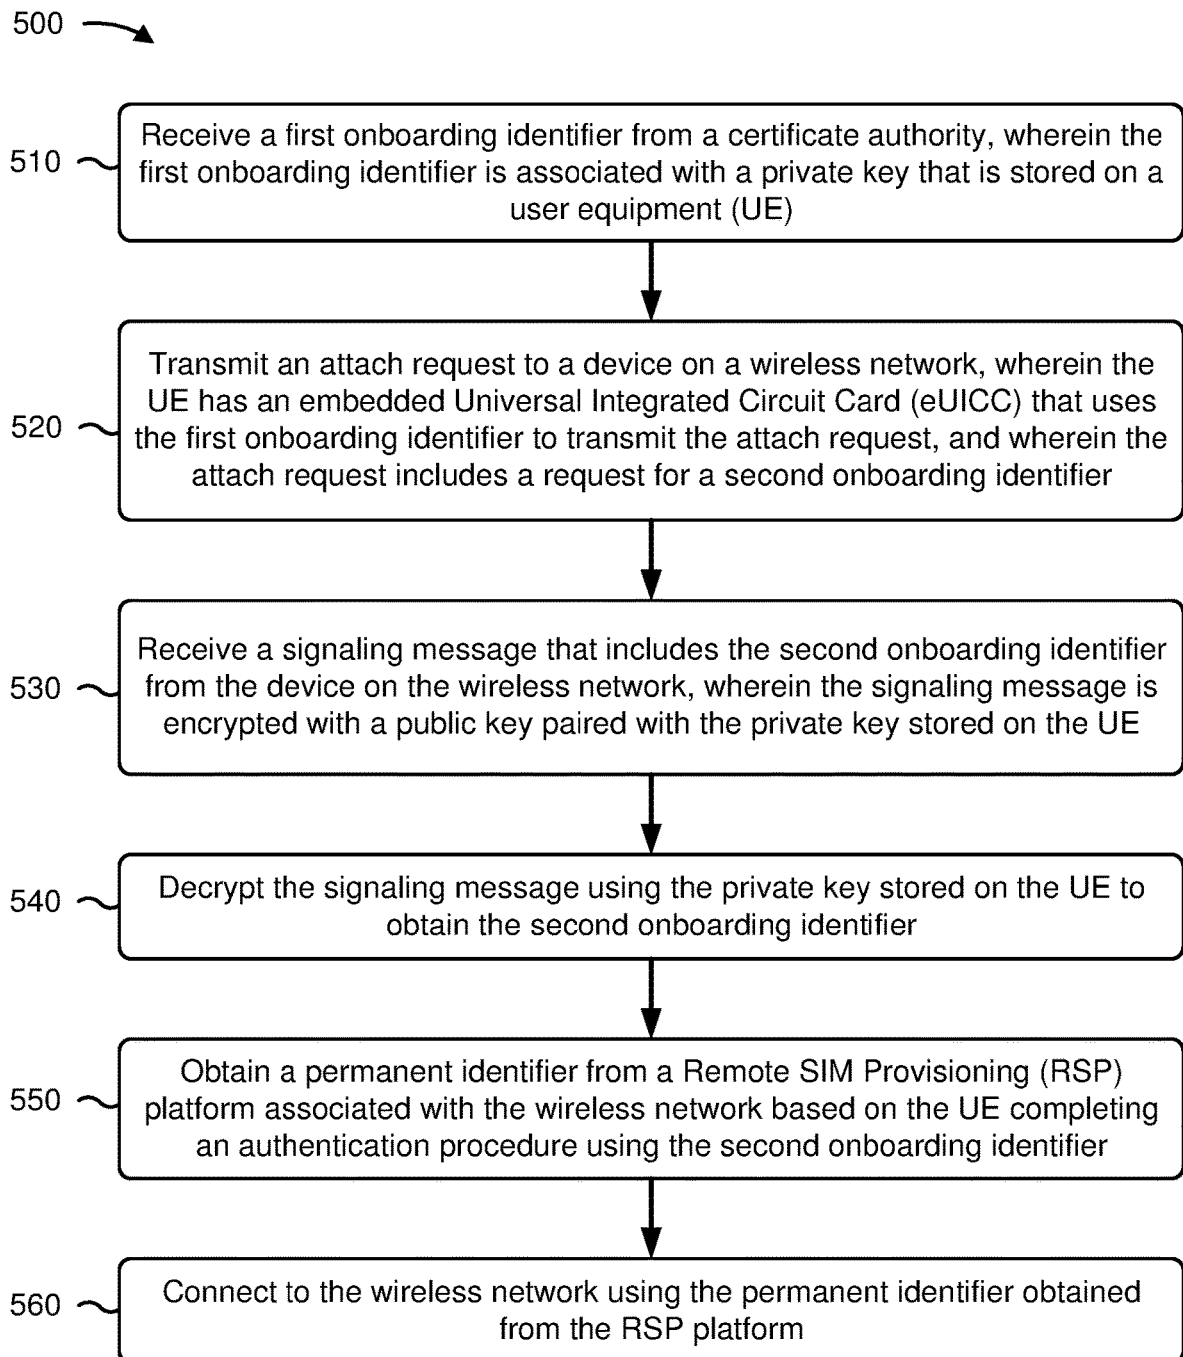 500
510
Receive a first onboarding identifier from a certificate authority, wherein the
first onboarding identifier is associated with a private key that is stored on a
user equipment (UE)
520
Transmit an attach request to a device on a wireless network, wherein the
UE has an embedded Universal Integrated Circuit Card (eUICC) that uses
the first onboarding identifier to transmit the attach request, and wherein the
attach request includes a request for a second onboarding identifier
530
Receive a signaling message that includes the second onboarding identifier
from the device on the wireless network, wherein the signaling message is
encrypted with a public key paired with the private key stored on the UE
540
Decrypt the signaling message using the private key stored on the UE to
obtain the second onboarding identifier
550
Obtain a permanent identifier from a Remote SIM Provisioning (RSP)
platform associated with the wireless network based on the UE completing
an authentication procedure using the second onboarding identifier
560
Connect to the wireless network using the permanent identifier obtained
from the RSP platform